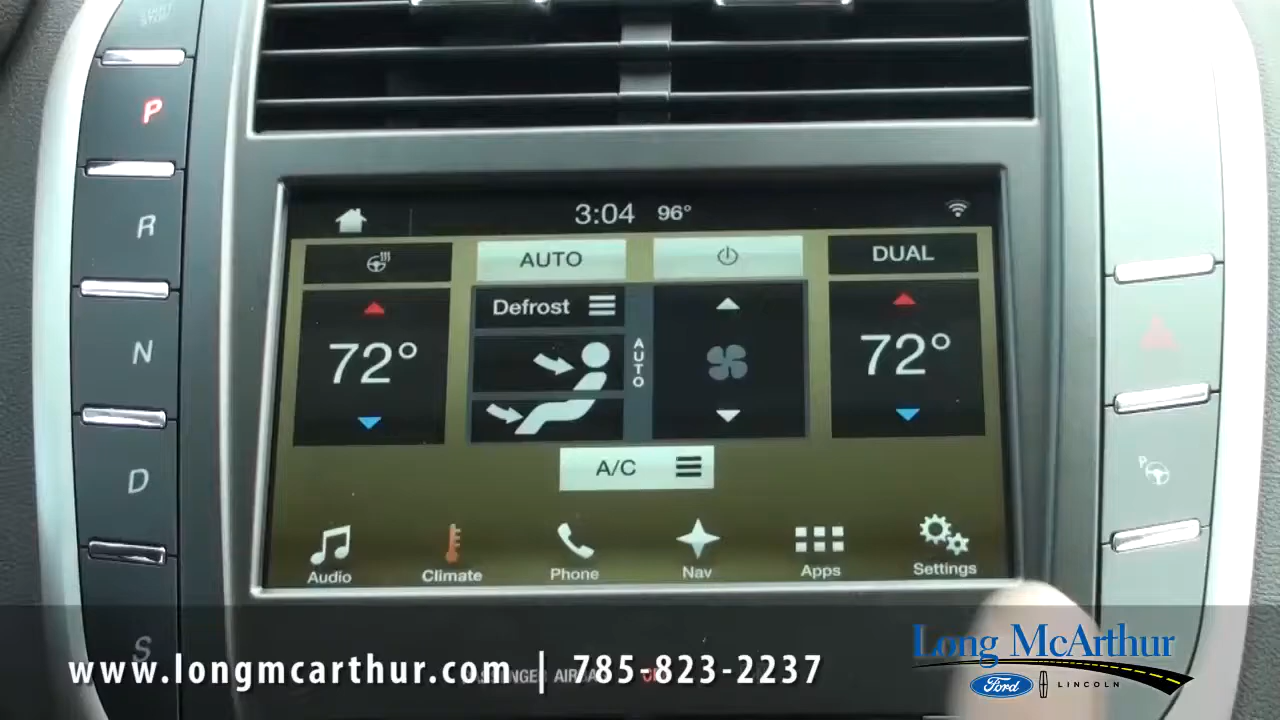 P
R
N
D
S
3:04 96°
AUTO
DUAL
72°
Defrost
AUTO
72°
A/C
P
Audio
Climate
Phone
Nav
Apps
Settings
www.longmcarthur.com | 785-823-2237
Long McArthur
Ford LINCOLN